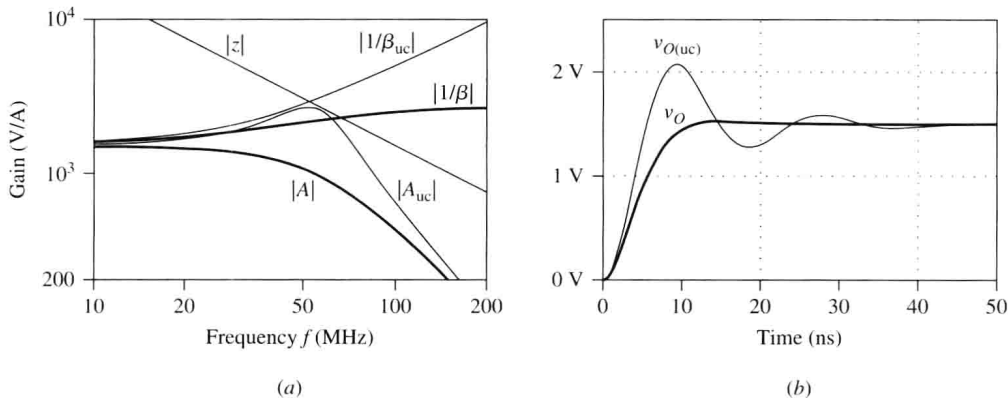 10⁴
|z|
|1/β_uc|
|1/β|
Gain (V/A)
10³
|A|
|A_uc|
200
10
20
50
100
200
Frequency f (MHz)
(a)
v_O(uc)
2 V
v_O
1 V
0 V
0
10
20
30
40
50
Time (ns)
(b)